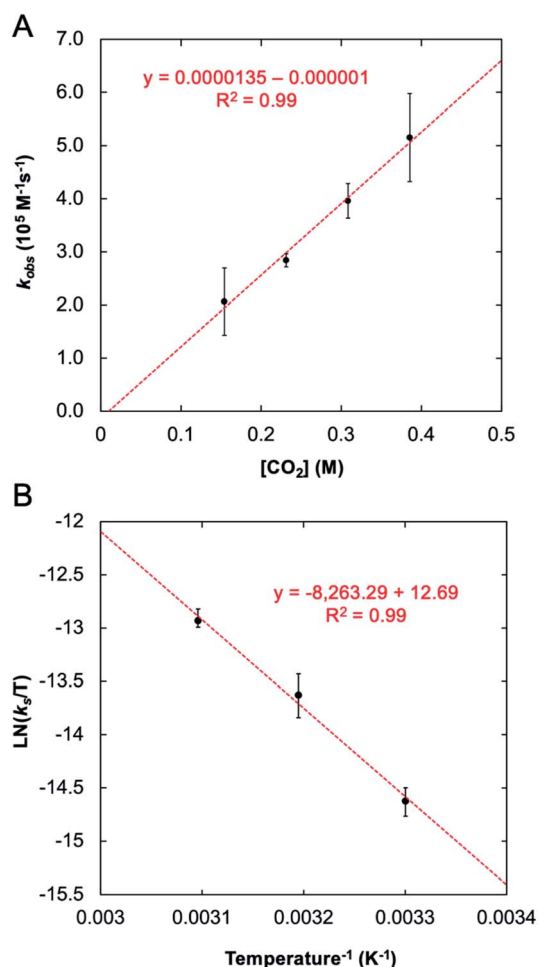 A
7.0
6.0
5.0
4.0
3.0
2.0
1.0
0.0
y = 0.0000135 – 0.000001
R² = 0.99
k_obs (10⁵ M⁻¹s⁻¹)
0
0.1
0.2
0.3
0.4
0.5
[CO₂] (M)
B
-12
-12.5
-13
-13.5
-14
-14.5
-15
-15.5
y = -8,263.29 + 12.69
R² = 0.99
LN(k_s/T)
0.003
0.0031
0.0032
0.0033
0.0034
Temperature⁻¹ (K⁻¹)